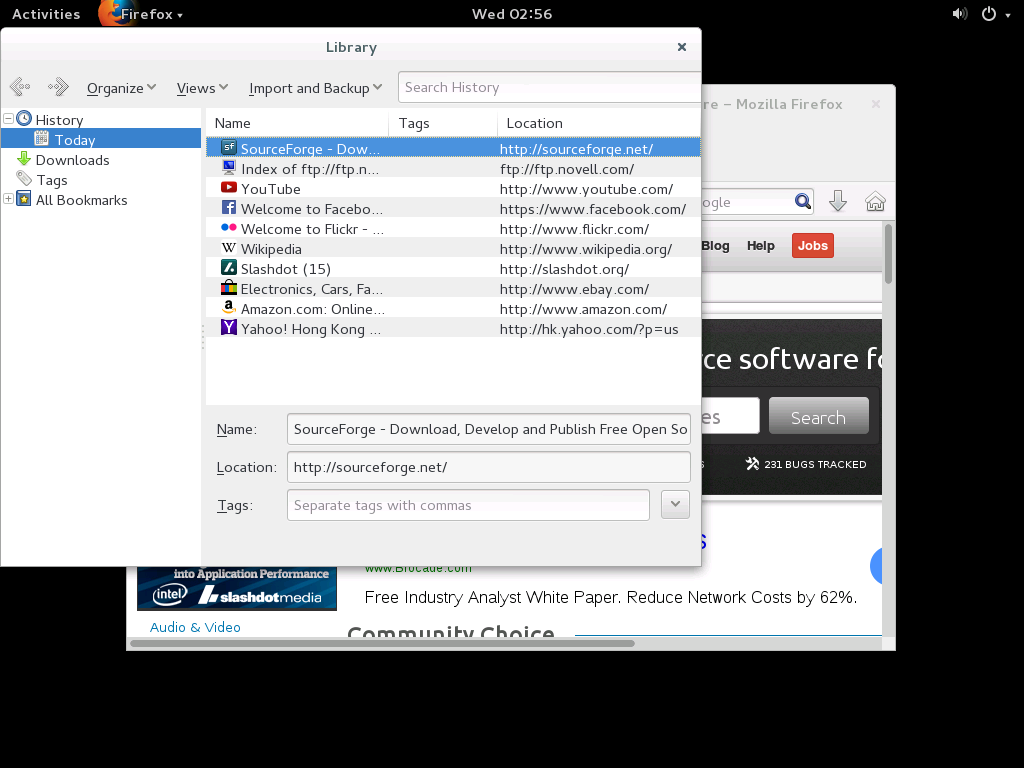 Activities Firefox Wed 02:56
Library
re – Mozilla Firefox
Organize Views Import and Backup Search History
Name Tags Location
History
Today
Downloads
Tags
All Bookmarks
SourceForge - Dow... http://sourceforge.net/
Index of ftp://ftp.n... ftp://ftp.novell.com/
YouTube http://www.youtube.com/
Welcome to Facebo... https://www.facebook.com/
Welcome to Flickr - ... http://www.flickr.com/
Wikipedia http://www.wikipedia.org/
Slashdot (15) http://slashdot.org/
Electronics, Cars, Fa... http://www.ebay.com/
Amazon.com: Online... http://www.amazon.com/
Yahoo! Hong Kong ... http://hk.yahoo.com/?p=us
Name: SourceForge - Download, Develop and Publish Free Open So
Location: http://sourceforge.net/
Tags: Separate tags with commas
ogle
Blog Help Jobs
rce software fo
es Search
S 231 BUGS TRACKED
s
www.Brocade.com
Free Industry Analyst White Paper. Reduce Network Costs by 62%.
into Application Performance
intel slashdotmedia
Audio & Video
Community Choice